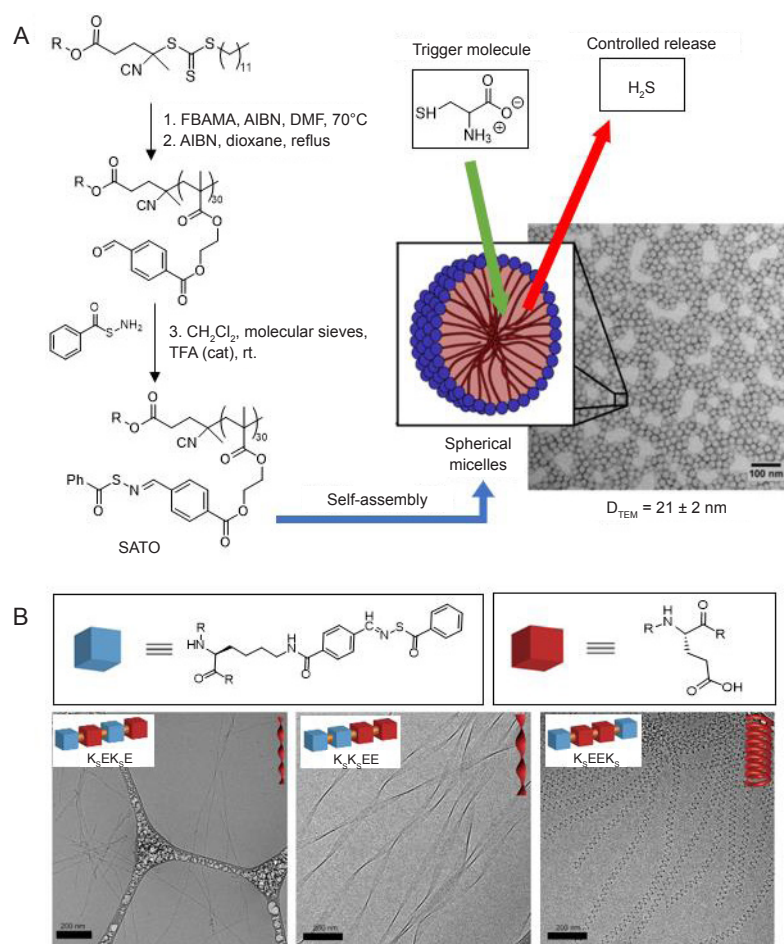 A
R
O
O
CN
S
S
S
11
1. FBAMA, AIBN, DMF, 70°C
2. AIBN, dioxane, reflus
R
O
O
CN
30
O
O
O
O
O
O
S
NH₂
3. CH₂Cl₂, molecular sieves,
TFA (cat), rt.
R
O
O
CN
30
O
O
Ph
O
S
N
O
O
SATO
Self-assembly
Trigger molecule
SH
O
O⊖
NH₃
⊕
Controlled release
H₂S
Spherical
micelles
100 nm
D_TEM = 21 ± 2 nm
B
R
HN
O
R
H
N
O
H
C
N
S
O
R
H
N
O
R
O
OH
KₛEKₛE
200 nm
KₛKₛEE
200 nm
KₛEEKₛ
200 nm